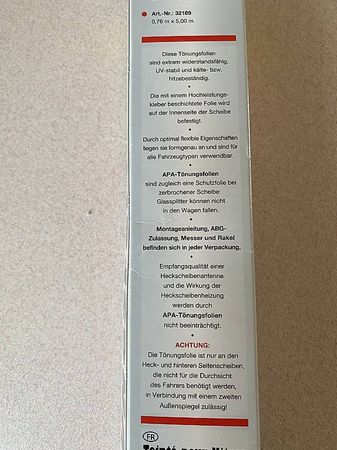 Art.-Nr.: 32189
0,76 m x 5,00 m
Diese Tönungsfolien
sind extrem widerstandsfähig,
UV-stabil und kälte- bzw.
hitzebeständig.
Die mit einem Hochleistungs-
kleber beschichtete Folie wird
auf der Innenseite der Scheibe
befestigt.
Durch optimal flexible Eigenschaften
liegen sie formgenau an und sind für
alle Fahrzeugtypen verwendbar.
APA-Tönungsfolien
sind zugleich eine Schutzfolie bei
zerbrochener Scheibe:
Glassplitter können nicht
in den Wagen fallen.
Montageanleitung, ABG-
Zulassung, Messer und Rakel
befinden sich in jeder Verpackung.
Empfangsqualität einer
Heckscheibenantenne
und die Wirkung der
Heckscheibenheizung
werden durch
APA-Tönungsfolien
nicht beeinträchtigt.
ACHTUNG:
Die Tönungsfolie ist nur an den
Heck- und hinteren Seitenscheiben,
die nicht für die Durchsicht
des Fahrers benötigt werden,
in Verbindung mit einem zweiten
Außenspiegel zulässig!
FR